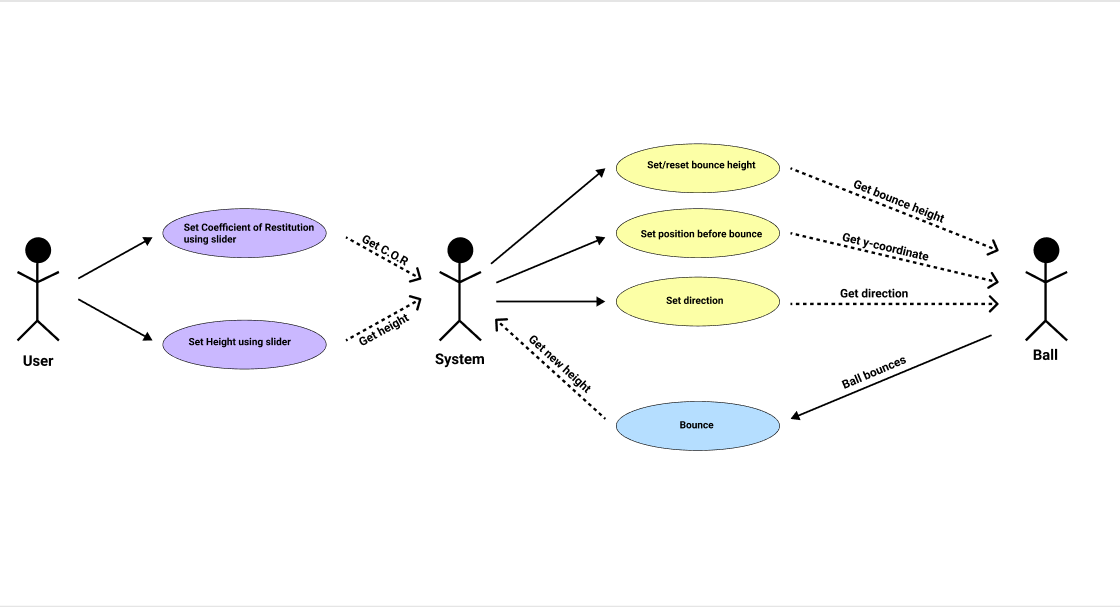 Set/reset bounce height
Get bounce height
Set Coefficient of Restitution
using slider
Get C.O.R
Set position before bounce
Get y-coordinate
Set direction
Get direction
Set Height using slider
Get height
User
System
Ball
Get new height
Ball bounces
Bounce